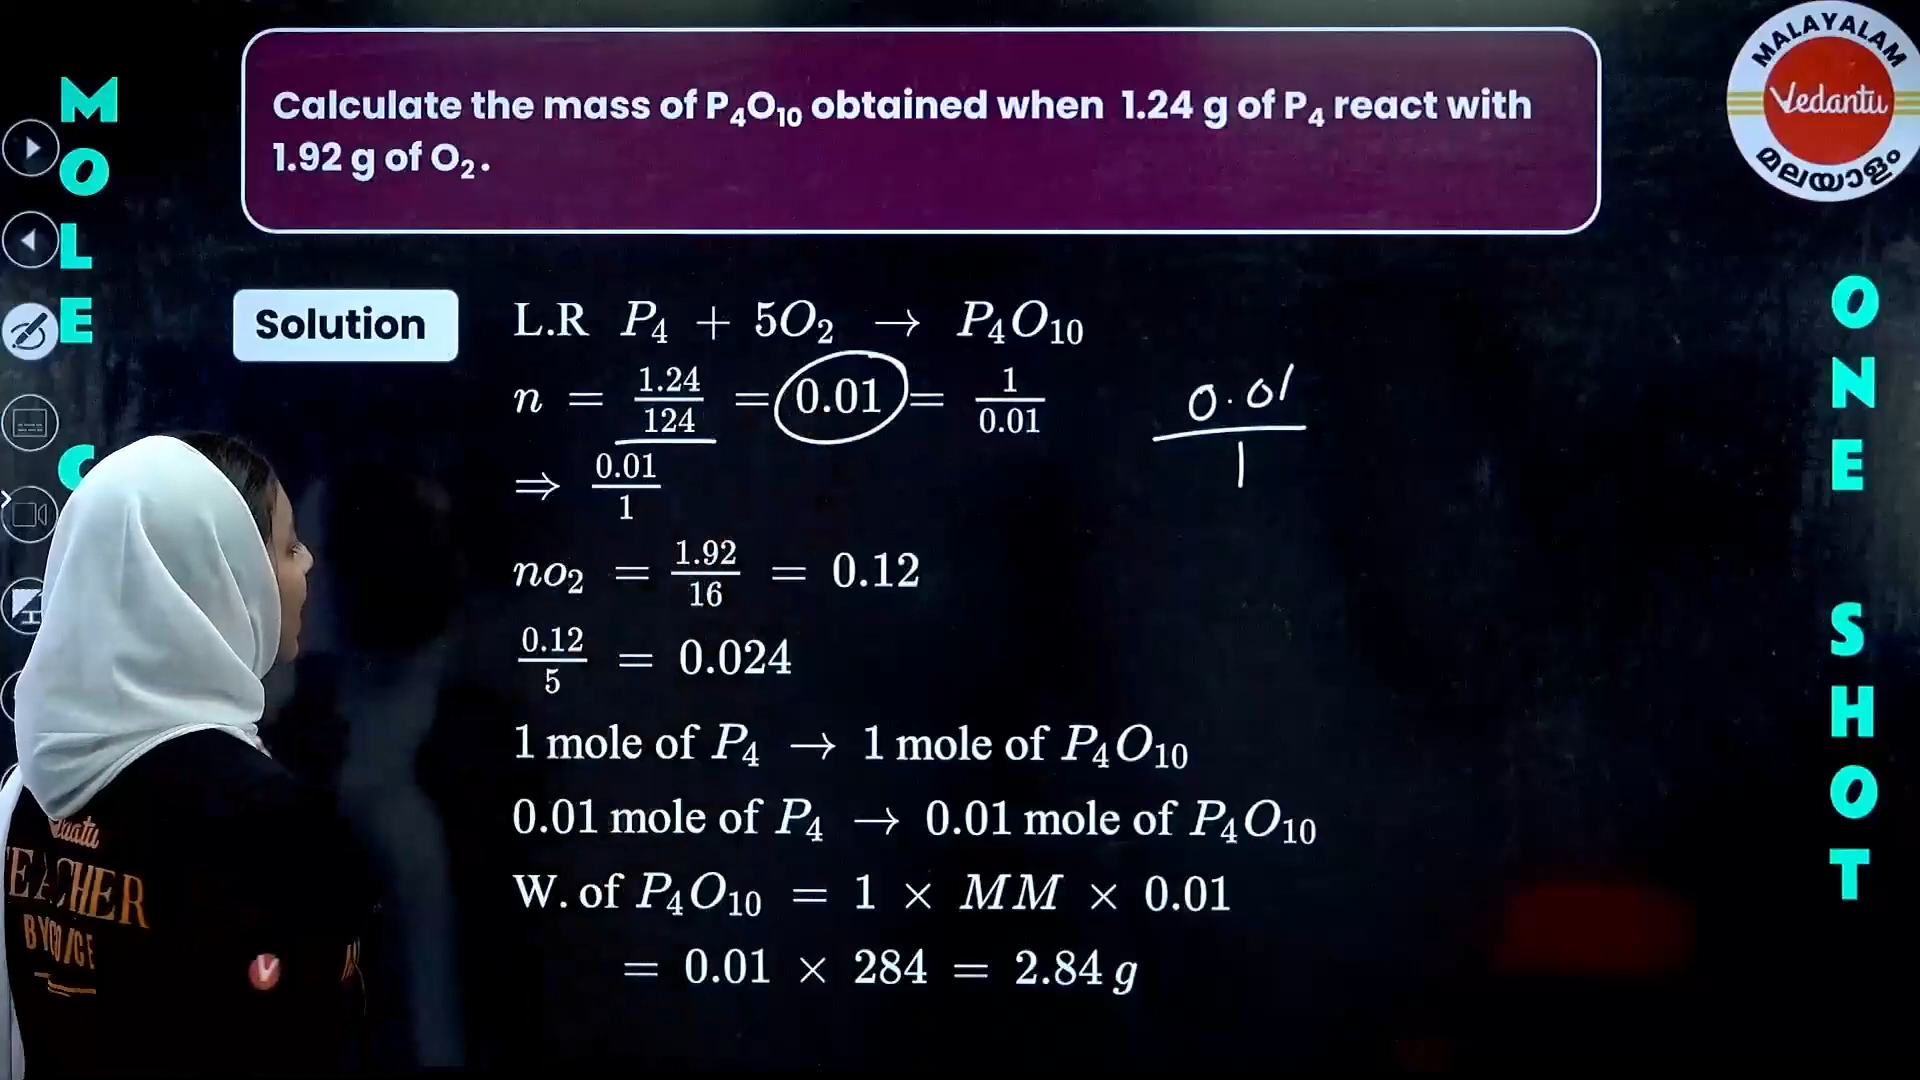 Calculate the mass of P₄O₁₀ obtained when 1.24 g of P₄ react with
1.92 g of O₂.
MALAYALAM
Vedantu
മലയാളം
MOLE C
ONE SHOT
Solution
L.R P₄ + 5O₂ → P₄O₁₀
n = 1.24/124 = 0.01 = 1/0.01
0.01/1
⇒ 0.01/1
no₂ = 1.92/16 = 0.12
0.12/5 = 0.024
1 mole of P₄ → 1 mole of P₄O₁₀
0.01 mole of P₄ → 0.01 mole of P₄O₁₀
W. of P₄O₁₀ = 1 × MM × 0.01
= 0.01 × 284 = 2.84 g
V